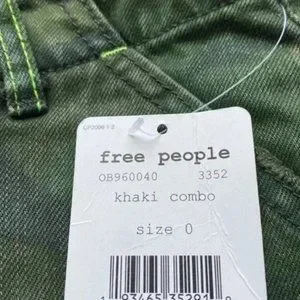 free people
OB960040 3352
khaki combo
size 0